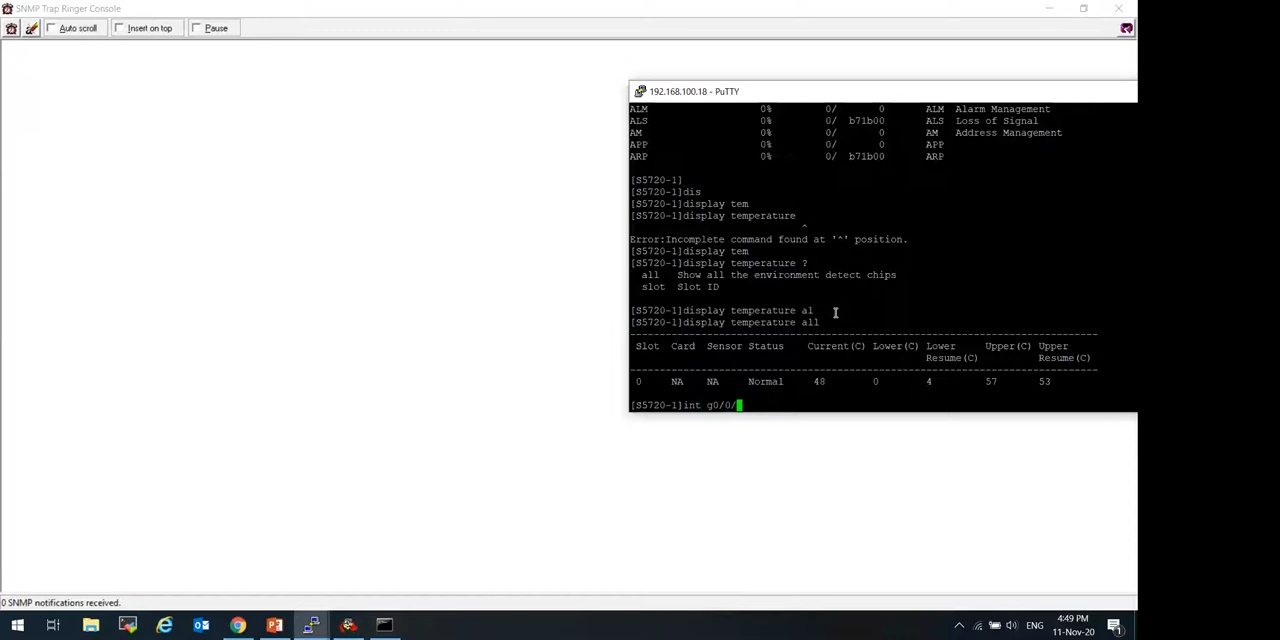 SNMP Trap Ringer Console
Auto scroll Insert on top Pause
192.168.100.18 - PuTTY
ALM 0% 0/ 0 ALM Alarm Management
ALS 0% 0/ b71b00 ALS Loss of Signal
AM 0% 0/ 0 AM Address Management
APP 0% 0/ 0 APP
ARP 0% 0/ b71b00 ARP
[S5720-1]
[S5720-1]dis
[S5720-1]display tem
[S5720-1]display temperature
^
Error:Incomplete command found at '^' position.
[S5720-1]display tem
[S5720-1]display temperature ?
all Show all the environment detect chips
slot Slot ID
[S5720-1]display temperature al
[S5720-1]display temperature all
-------------------------------------------------------------------------------
Slot Card Sensor Status Current(C) Lower(C) Lower Upper(C) Upper
Resume(C) Resume(C)
-------------------------------------------------------------------------------
0 NA NA Normal 48 0 4 57 53
[S5720-1]int g0/0/
0 SNMP notifications received.
ENG
4:49 PM
11-Nov-20
1